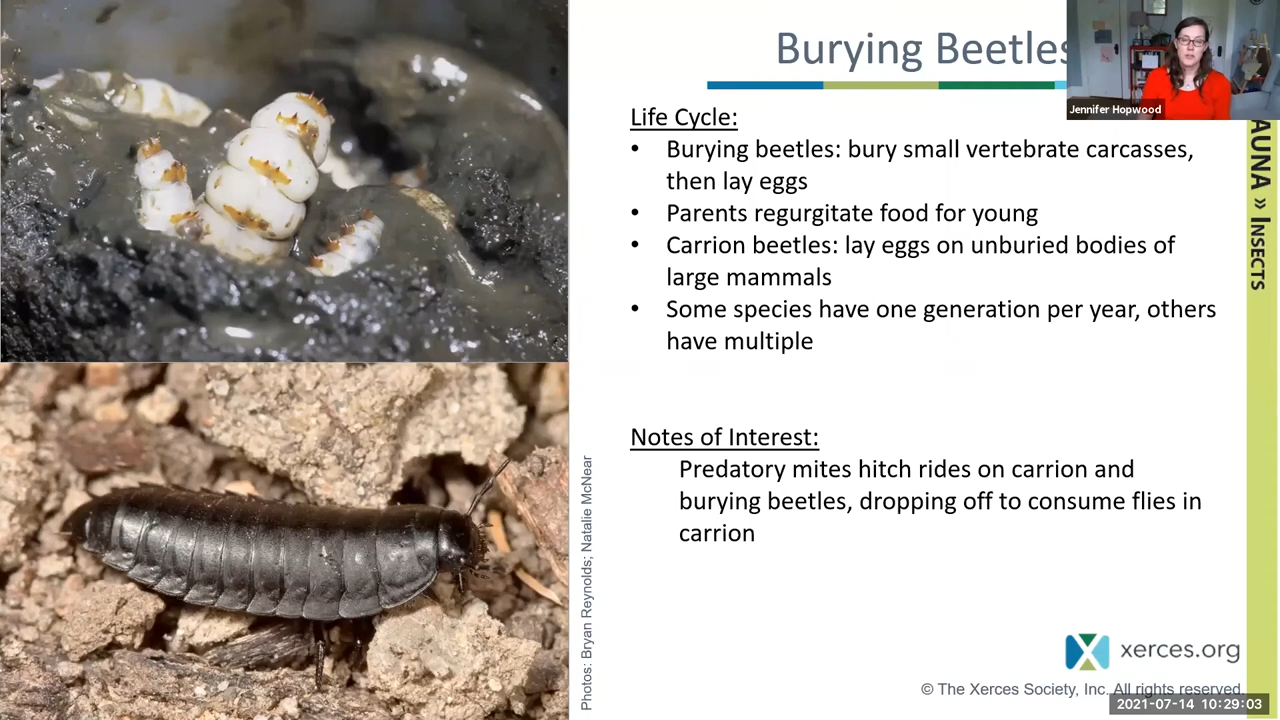 Burying Beetles
Jennifer Hopwood
Life Cycle:
• Burying beetles: bury small vertebrate carcasses,
then lay eggs
• Parents regurgitate food for young
• Carrion beetles: lay eggs on unburied bodies of
large mammals
• Some species have one generation per year, others
have multiple
Notes of Interest:
Predatory mites hitch rides on carrion and
burying beetles, dropping off to consume flies in
carrion
Photos: Bryan Reynolds; Natalie McNear
AUNA » INSECTS
xerces.org
© The Xerces Society, Inc. All rights reserved.
2021-07-14 10:29:03